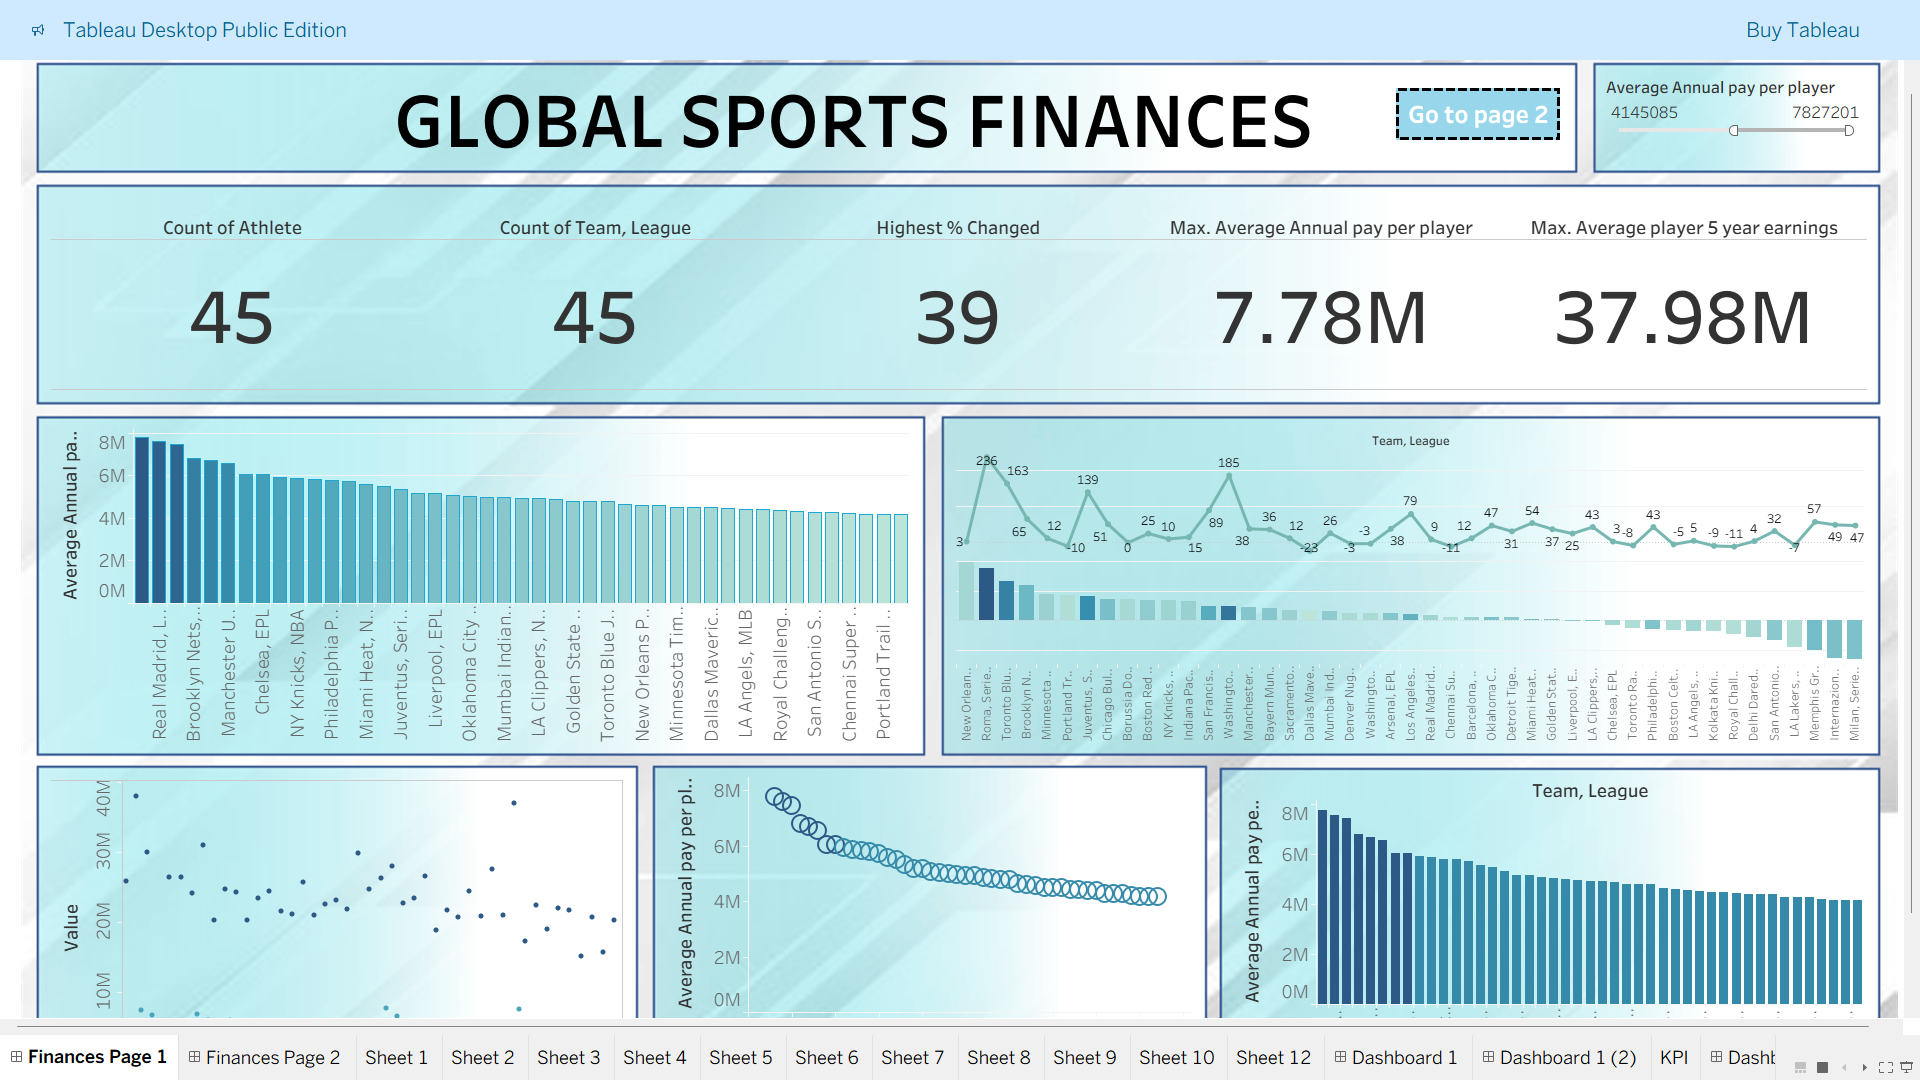 Tableau Desktop Public Edition
Buy Tableau
GLOBAL SPORTS FINANCES
Go to page 2
Average Annual pay per player
4145085 7827201
Count of Athlete
Count of Team, League
Highest % Changed
Max. Average Annual pay per player
Max. Average player 5 year earnings
45
45
39
7.78M
37.98M
Average Annual pa..
8M
6M
4M
2M
0M
Real Madrid, L..
Brooklyn Nets,..
Manchester U..
Chelsea, EPL
NY Knicks, NBA
Philadelphia P..
Miami Heat, N..
Juventus, Seri..
Liverpool, EPL
Oklahoma City ..
Mumbai Indian..
LA Clippers, N..
Golden State ..
Toronto Blue J..
New Orleans P..
Minnesota Tim..
Dallas Maveric..
LA Angels, MLB
Royal Challeng..
San Antonio S..
Chennai Super ..
Portland Trail ..
Team, League
3
236
163
65
12
-10
139
51
0
25
10
15
89
185
38
36
12
-23
26
-3
-3
38
79
9
-11
12
47
31
54
37
25
43
3
-8
43
-5
5
-9
-11
4
32
-7
57
49
47
New Orlean..
Roma, Serie..
Toronto Blu..
Brooklyn N..
Minnesota ..
Portland Tr..
Juventus, S..
Chicago Bul..
Borussia Do..
Boston Red ..
NY Knicks, ..
Indiana Pac..
San Francis..
Washingto..
Manchester..
Bayern Mun..
Sacramento..
Dallas Mave..
Mumbai Ind..
Denver Nug..
Washingto..
Arsenal, EPL
Los Angeles..
Real Madrid..
Chennai Su..
Barcelona, ..
Oklahoma C..
Detroit Tige..
Miami Heat..
Golden Stat..
Liverpool, E..
LA Clippers,..
Chelsea, EPL
Toronto Ra..
Philadelphi..
Boston Celt..
LA Angels, ..
Kolkata Kni..
Royal Chall..
Delhi Dared..
San Antonio..
LA Lakers, ..
Memphis Gr..
Internazion..
Milan, Serie..
Value
40M
30M
20M
10M
Average Annual pay per pl..
8M
6M
4M
2M
0M
Team, League
Average Annual pay pe..
8M
6M
4M
2M
0M
Finances Page 1
Finances Page 2
Sheet 1
Sheet 2
Sheet 3
Sheet 4
Sheet 5
Sheet 6
Sheet 7
Sheet 8
Sheet 9
Sheet 10
Sheet 12
Dashboard 1
Dashboard 1 (2)
KPI
Dashb